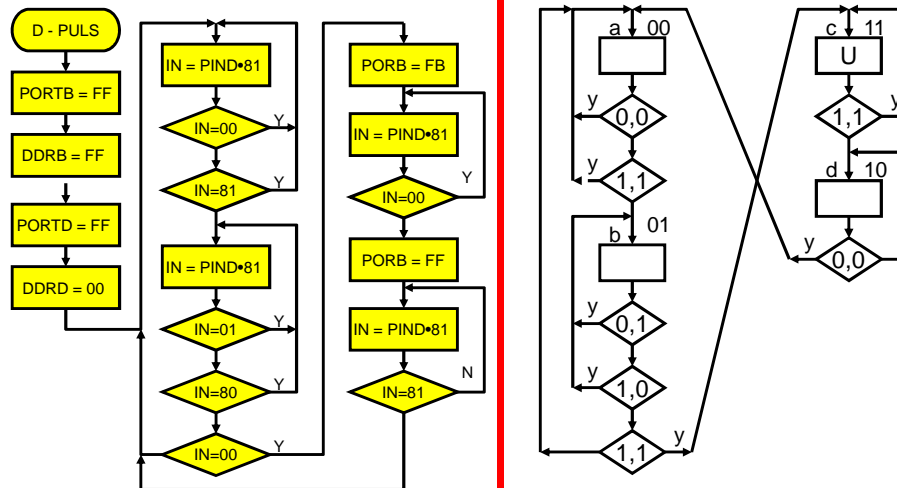 D - PULS
PORTB = FF
DDRB = FF
PORTD = FF
DDRD = 00
IN = PIND•81
IN=00
Y
IN=81
Y
IN = PIND•81
IN=01
Y
IN=80
Y
IN=00
Y
PORB = FB
IN = PIND•81
Y
IN=00
PORB = FF
IN = PIND•81
N
IN=81
a 00
y
0,0
y
1,1
01
b
y
0,1
y
1,0
y
1,1
c 11
U
y
1,1
d 10
y
0,0